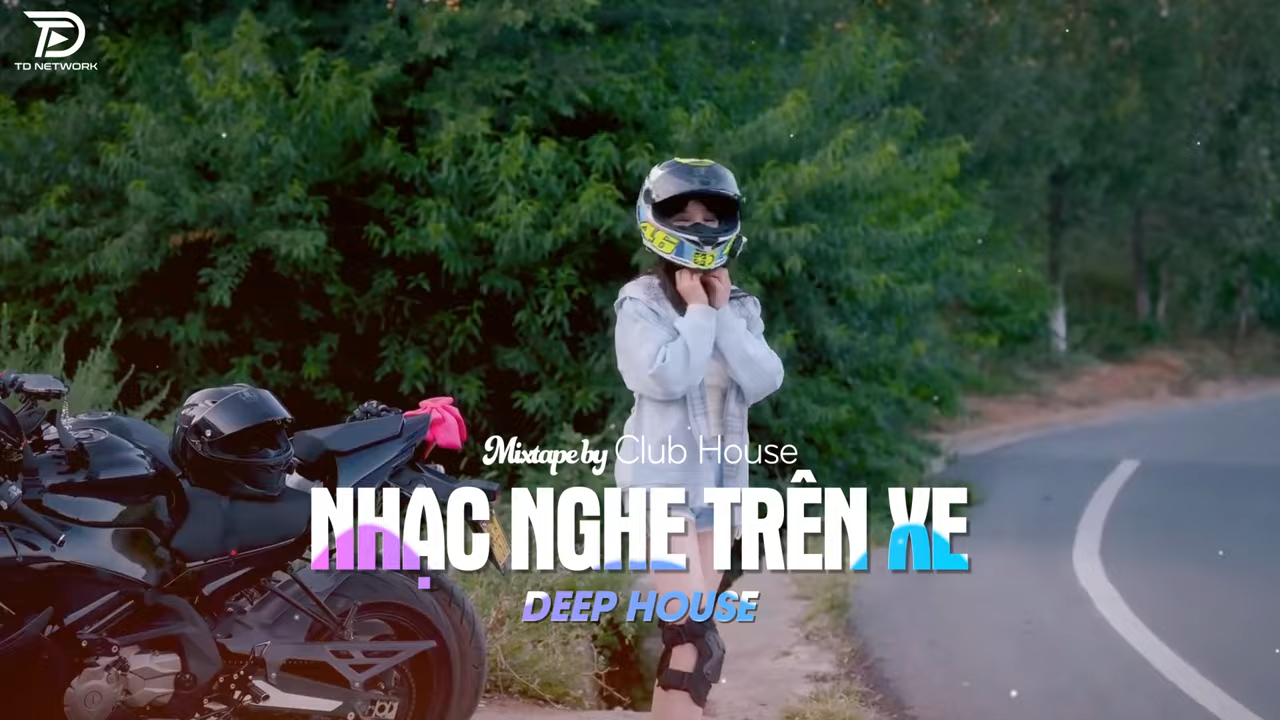 TD NETWORK
Mixtape by Club House
NHẠC NGHE TRÊN XE
DEEP HOUSE